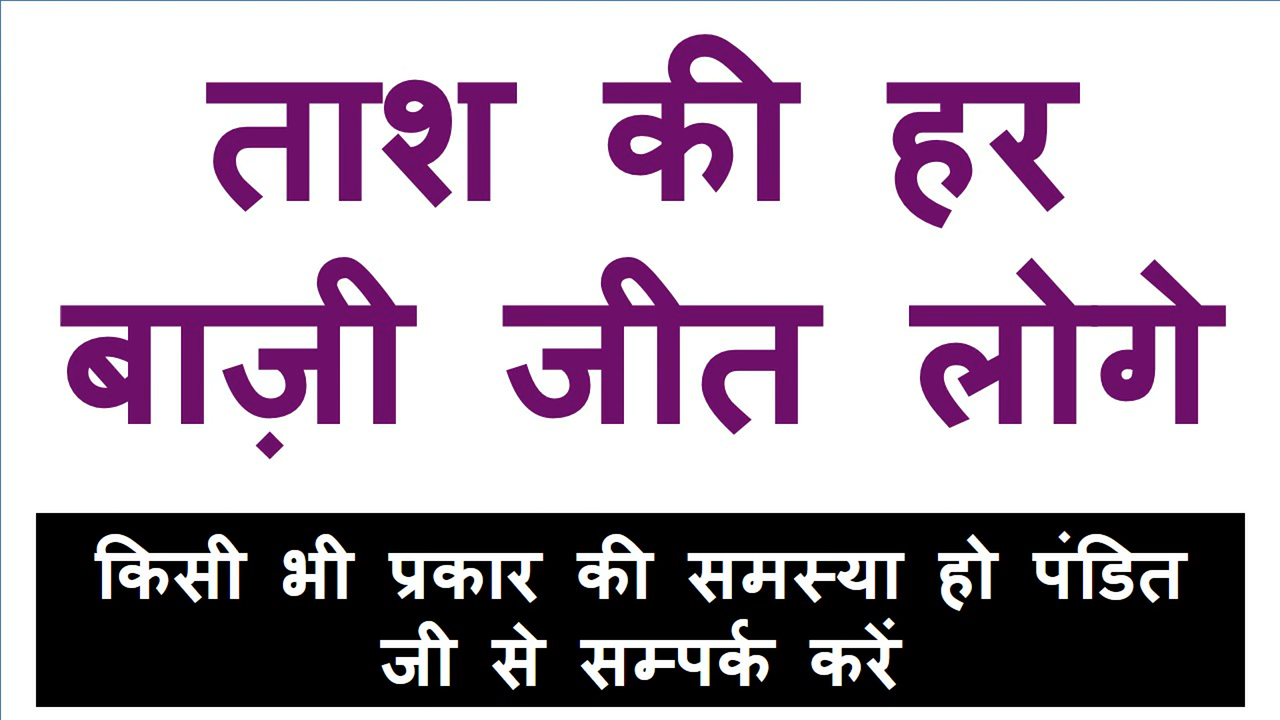 ताश की हर
बाज़ी जीत लोगे
किसी भी प्रकार की समस्या हो पंडित
जी से सम्पर्क करें